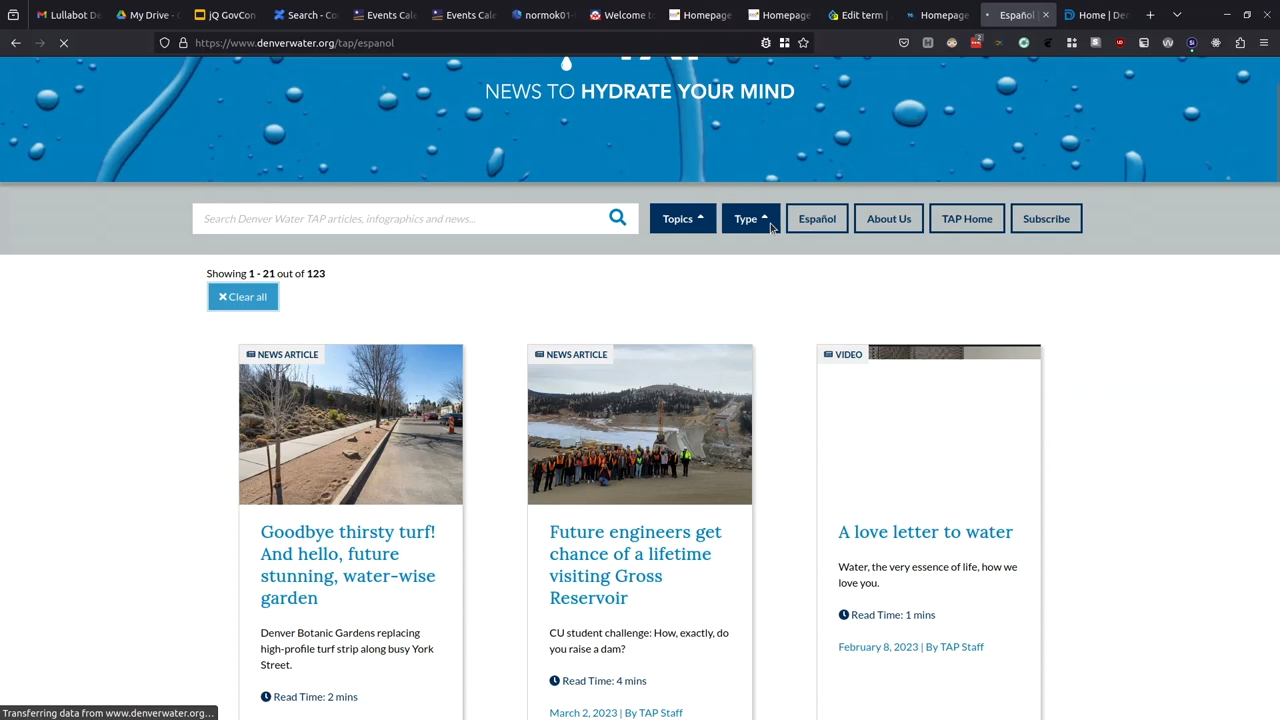 Lullabot De
My Drive - G
jQ GovCon
Search - Co
Events Cale
Events Cale
normok01-
Welcome to
Homepage
Homepage
Edit term |
Homepage
Español |
Home | Den
https://www.denverwater.org/tap/espanol
NEWS TO HYDRATE YOUR MIND
Search Denver Water TAP articles, infographics and news...
Topics
Type
Español
About Us
TAP Home
Subscribe
Showing 1 - 21 out of 123
Clear all
NEWS ARTICLE
Goodbye thirsty turf!
And hello, future
stunning, water-wise
garden
Denver Botanic Gardens replacing
high-profile turf strip along busy York
Street.
Read Time: 2 mins
NEWS ARTICLE
Future engineers get
chance of a lifetime
visiting Gross
Reservoir
CU student challenge: How, exactly, do
you raise a dam?
Read Time: 4 mins
March 2, 2023 | By TAP Staff
VIDEO
A love letter to water
Water, the very essence of life, how we
love you.
Read Time: 1 mins
February 8, 2023 | By TAP Staff
Transferring data from www.denverwater.org...